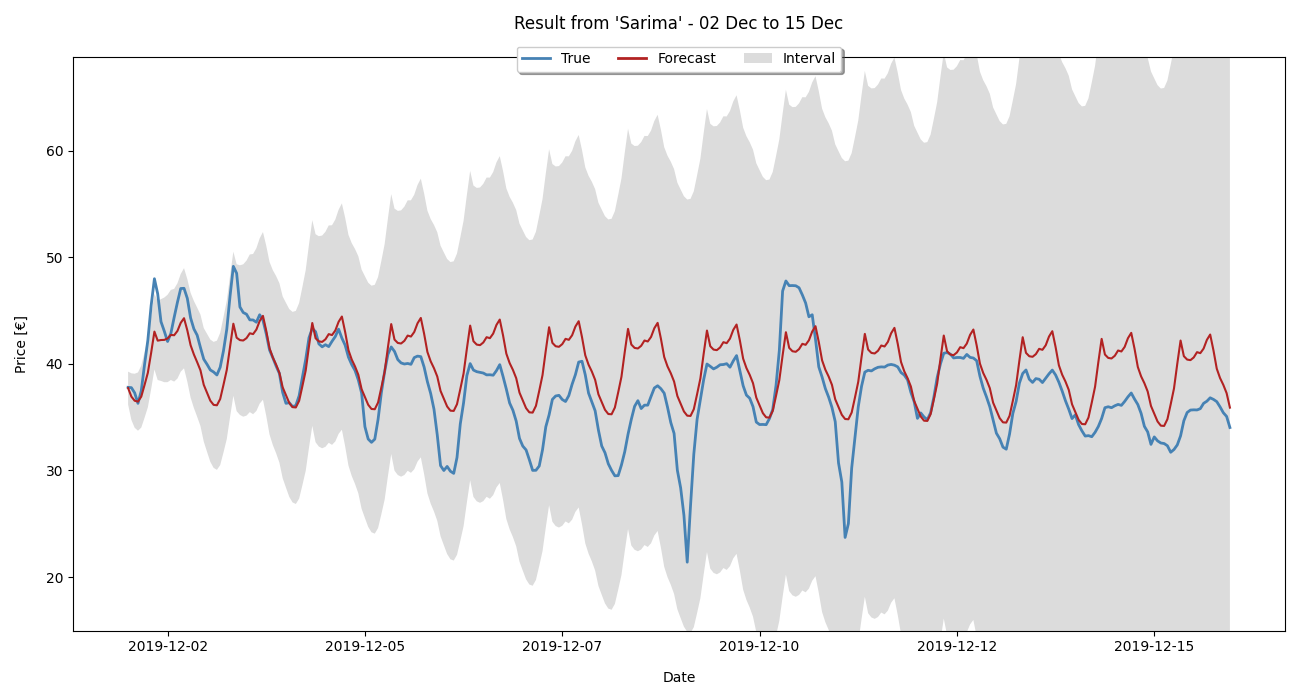 Result from 'Sarima' - 02 Dec to 15 Dec
True Forecast Interval
Price [€]
60
50
40
30
20
2019-12-02 2019-12-05 2019-12-07 2019-12-10 2019-12-12 2019-12-15
Date